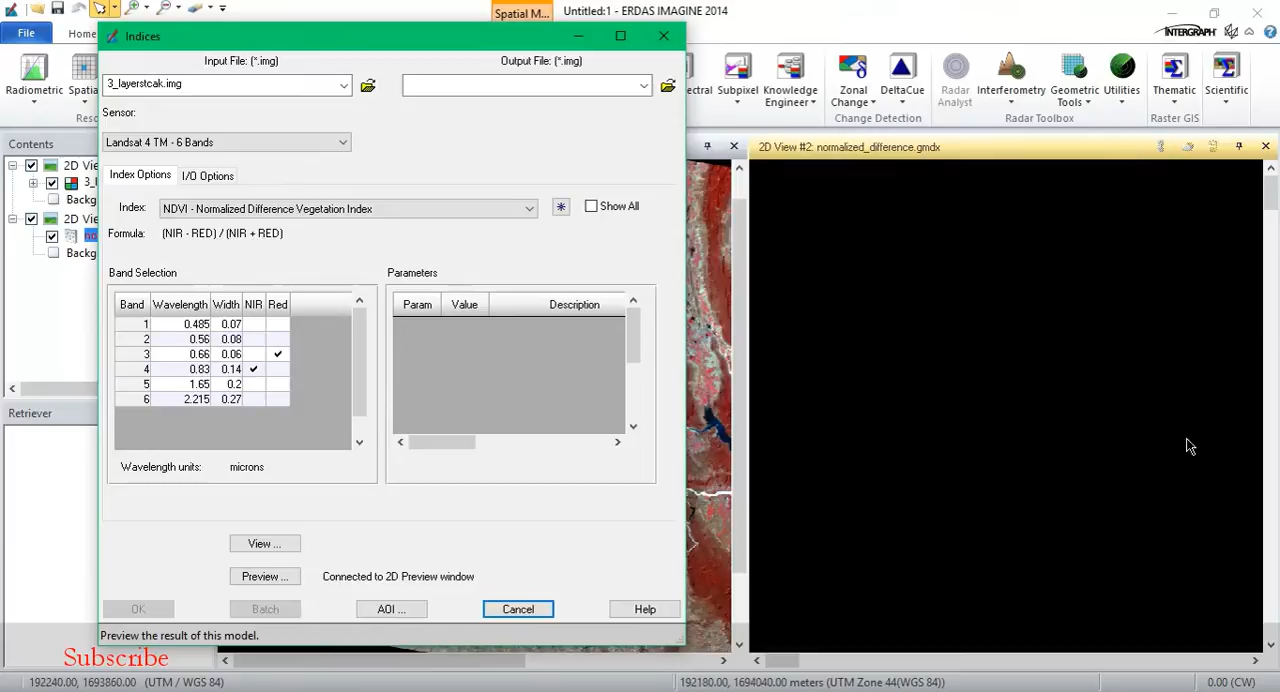 Spatial M...
Untitled:1 - ERDAS IMAGINE 2014
File
Home
INTERGRAPH
Indices
Radiometric
Spatia
Reso
ectral
Subpixel
Knowledge
Engineer
Zonal
Change
DeltaCue
Change Detection
Radar
Analyst
Interferometry
Geometric
Tools
Utilities
Radar Toolbox
Thematic
Raster GIS
Scientific
Input File: (*.img)
Output File: (*.img)
3_layerstcak.img
Sensor:
Landsat 4 TM - 6 Bands
Index Options
I/O Options
Index:
NDVI - Normalized Difference Vegetation Index
Show All
Formula:
(NIR - RED) / (NIR + RED)
Band Selection
Band Wavelength Width NIR Red
1 0.485 0.07
2 0.56 0.08
3 0.66 0.06
4 0.83 0.14
5 1.65 0.2
6 2.215 0.27
Wavelength units: microns
Parameters
Param Value Description
View ...
Preview ...
Connected to 2D Preview window
OK
Batch
AOI ...
Cancel
Help
Preview the result of this model.
Contents
2D Vie
3_l
Backg
2D Vie
no
Backg
Retriever
2D View #2: normalized_difference.gmdx
Subscribe
192240.00, 1693860.00 (UTM / WGS 84)
192180.00, 1694040.00 meters (UTM Zone 44(WGS 84))
0.00 (CW)